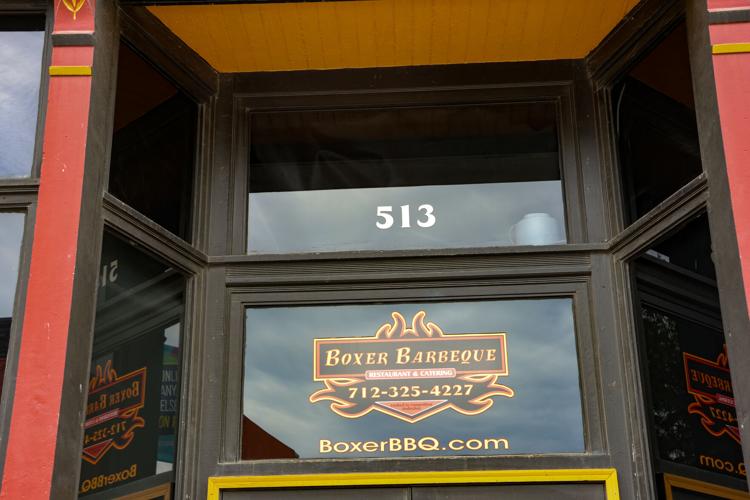 513
BOXER BARBEQUE
RESTAURANT & CATERING
712-325-4227
BoxerBBQ.com